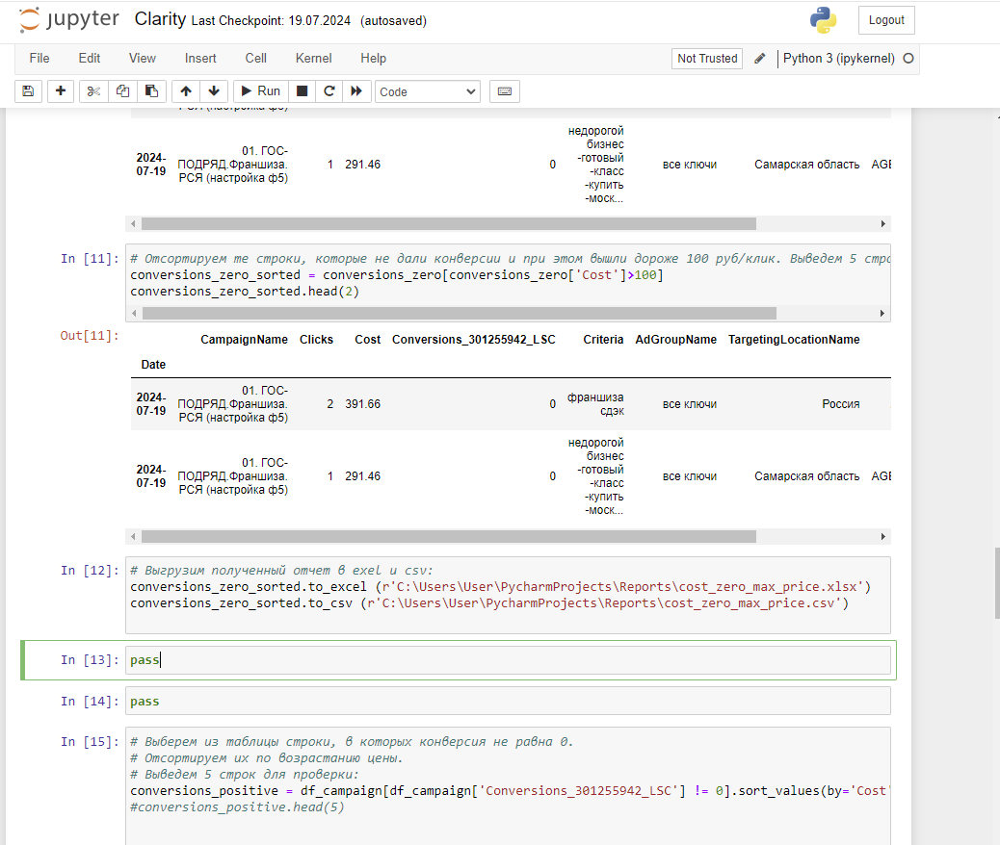 jupyter Clarity Last Checkpoint: 19.07.2024 (autosaved)
Logout
File Edit View Insert Cell Kernel Help
Not Trusted
Python 3 (ipykernel)
Run
Code
РСЯ (настройка ф5)
2024-07-19
01. ГОС-
ПОДРЯД.Франшиза.
РСЯ (настройка ф5)
1 291.46 0
недорогой
бизнес
-готовый
-класс
-купить
-моск...
все ключи Самарская область AGE
In [11]:
# Отсортируем те строки, которые не дали конверсии и при этом вышли дороже 100 руб/клик. Выведем 5 стро
conversions_zero_sorted = conversions_zero[conversions_zero['Cost']>100]
conversions_zero_sorted.head(2)
Out[11]:
CampaignName Clicks Cost Conversions_301255942_LSC Criteria AdGroupName TargetingLocationName
Date
2024-07-19
01. ГОС-
ПОДРЯД.Франшиза.
РСЯ (настройка ф5)
2 391.66 0
франшиза
сдэк
все ключи Россия
2024-07-19
01. ГОС-
ПОДРЯД.Франшиза.
РСЯ (настройка ф5)
1 291.46 0
недорогой
бизнес
-готовый
-класс
-купить
-моск...
все ключи Самарская область AGE
In [12]:
# Выгрузим полученный отчет в exel и csv:
conversions_zero_sorted.to_excel (r'C:\Users\User\PycharmProjects\Reports\cost_zero_max_price.xlsx')
conversions_zero_sorted.to_csv (r'C:\Users\User\PycharmProjects\Reports\cost_zero_max_price.csv')
In [13]: pass
In [14]: pass
In [15]:
# Выберем из таблицы строки, в которых конверсия не равна 0.
# Отсортируем их по возрастанию цены.
# Выведем 5 строк для проверки:
conversions_positive = df_campaign[df_campaign['Conversions_301255942_LSC'] != 0].sort_values(by='Cost'
#conversions_positive.head(5)